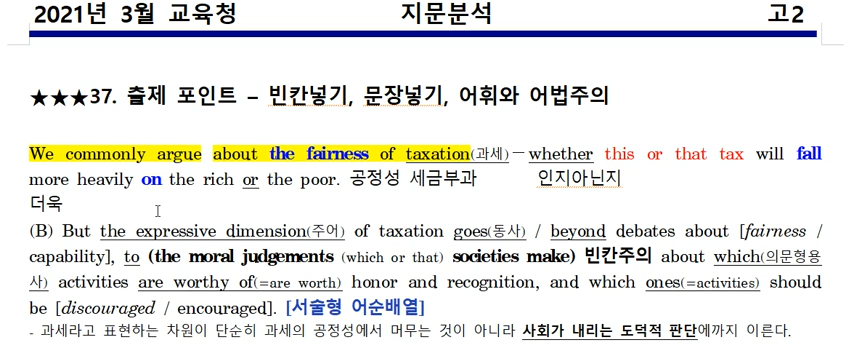 2021년 3월 교육청 지문분석 고2
★★★37. 출제 포인트 – 빈칸넣기, 문장넣기, 어휘와 어법주의
We commonly argue about the fairness of taxation(과세)－whether this or that tax will fall
more heavily on the rich or the poor. 공정성 세금부과 인지아닌지
더욱
(B) But the expressive dimension(주어) of taxation goes(동사) / beyond debates about [fairness /
capability], to (the moral judgements (which or that) societies make) 빈칸주의 about which(의문형용
사) activities are worthy of(=are worth) honor and recognition, and which ones(=activities) should
be [discouraged / encouraged]. [서술형 어순배열]
- 과세라고 표현하는 차원이 단순히 과세의 공정성에서 머무는 것이 아니라 사회가 내리는 도덕적 판단에까지 이른다.